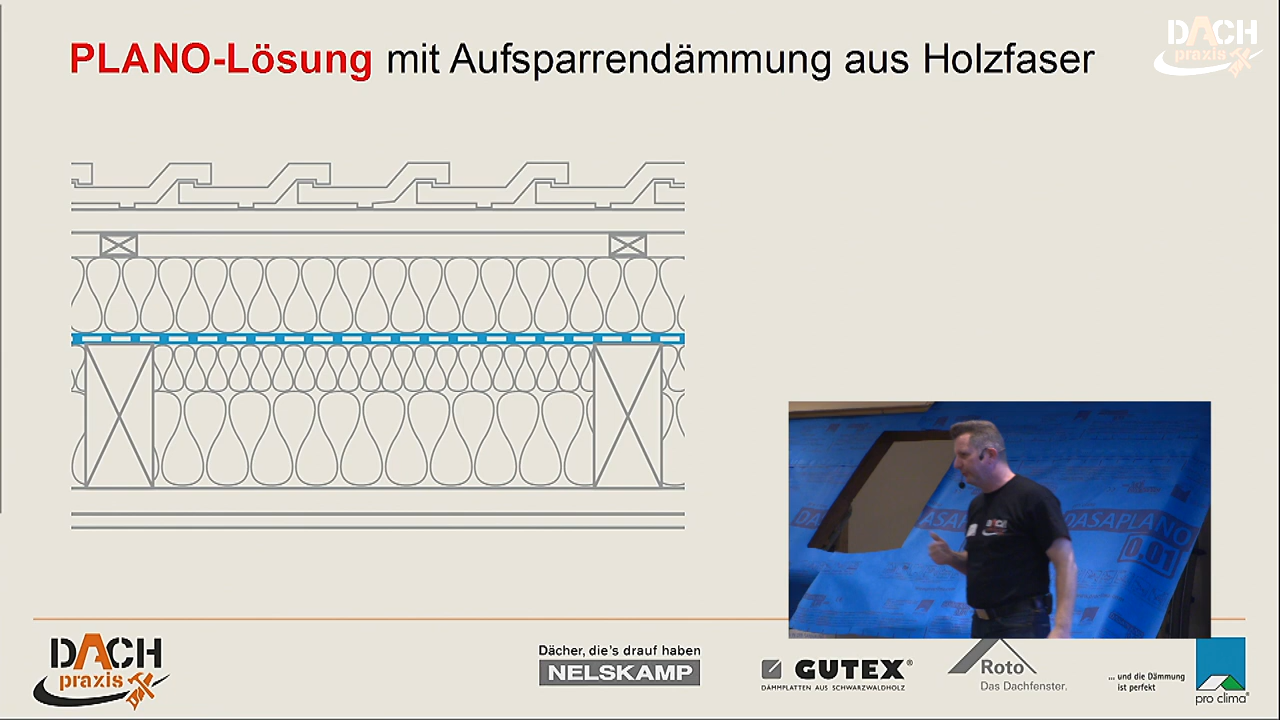 PLANO-Lösung mit Aufsparrendämmung aus Holzfaser
DACH
praxis
DASAPLANO
0,01
DACH
praxis
Dächer, die's drauf haben
NELSKAMP
GUTEX®
DÄMMPLATTEN AUS SCHWARZWALDHOLZ
Roto
Das Dachfenster.
... und die Dämmung
ist perfekt
pro clima®